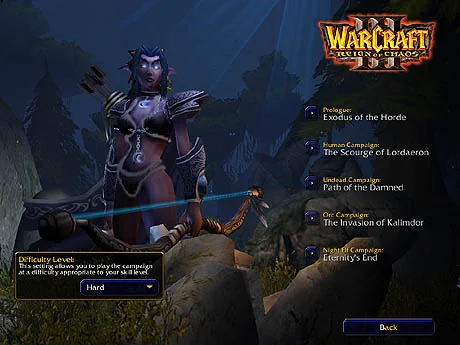 WARCRAFT
III
REIGN OF CHAOS
Prologue:
Exodus of the Horde
Human Campaign:
The Scourge of Lordaeron
Undead Campaign:
Path of the Damned
Orc Campaign:
The Invasion of Kalimdor
Night Elf Campaign:
Eternity's End
Difficulty Level:
This setting allows you to play the campaign
at a difficulty appropriate to your skill level.
Hard
Back